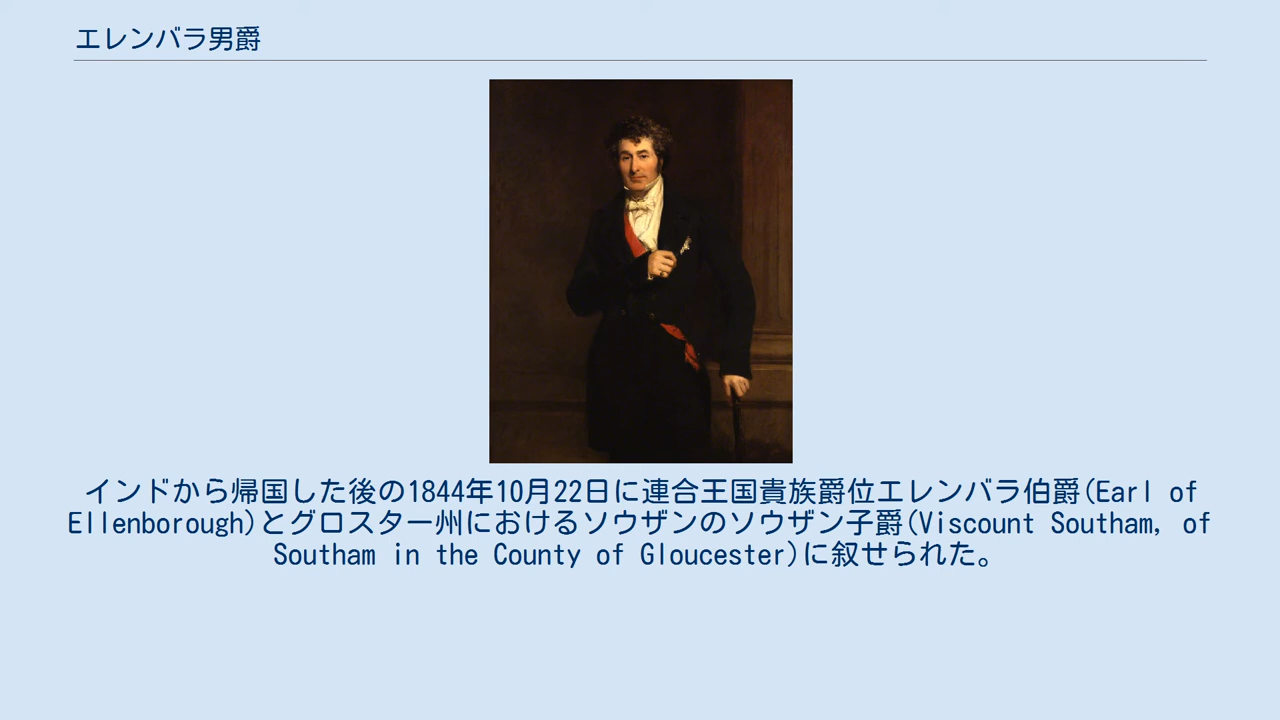 エレンバラ男爵
インドから帰国した後の1844年10月22日に連合王国貴族爵位エレンバラ伯爵(Earl of
Ellenborough)とグロスター州におけるソウザンのソウザン子爵(Viscount Southam, of
Southam in the County of Gloucester)に叙せられた。